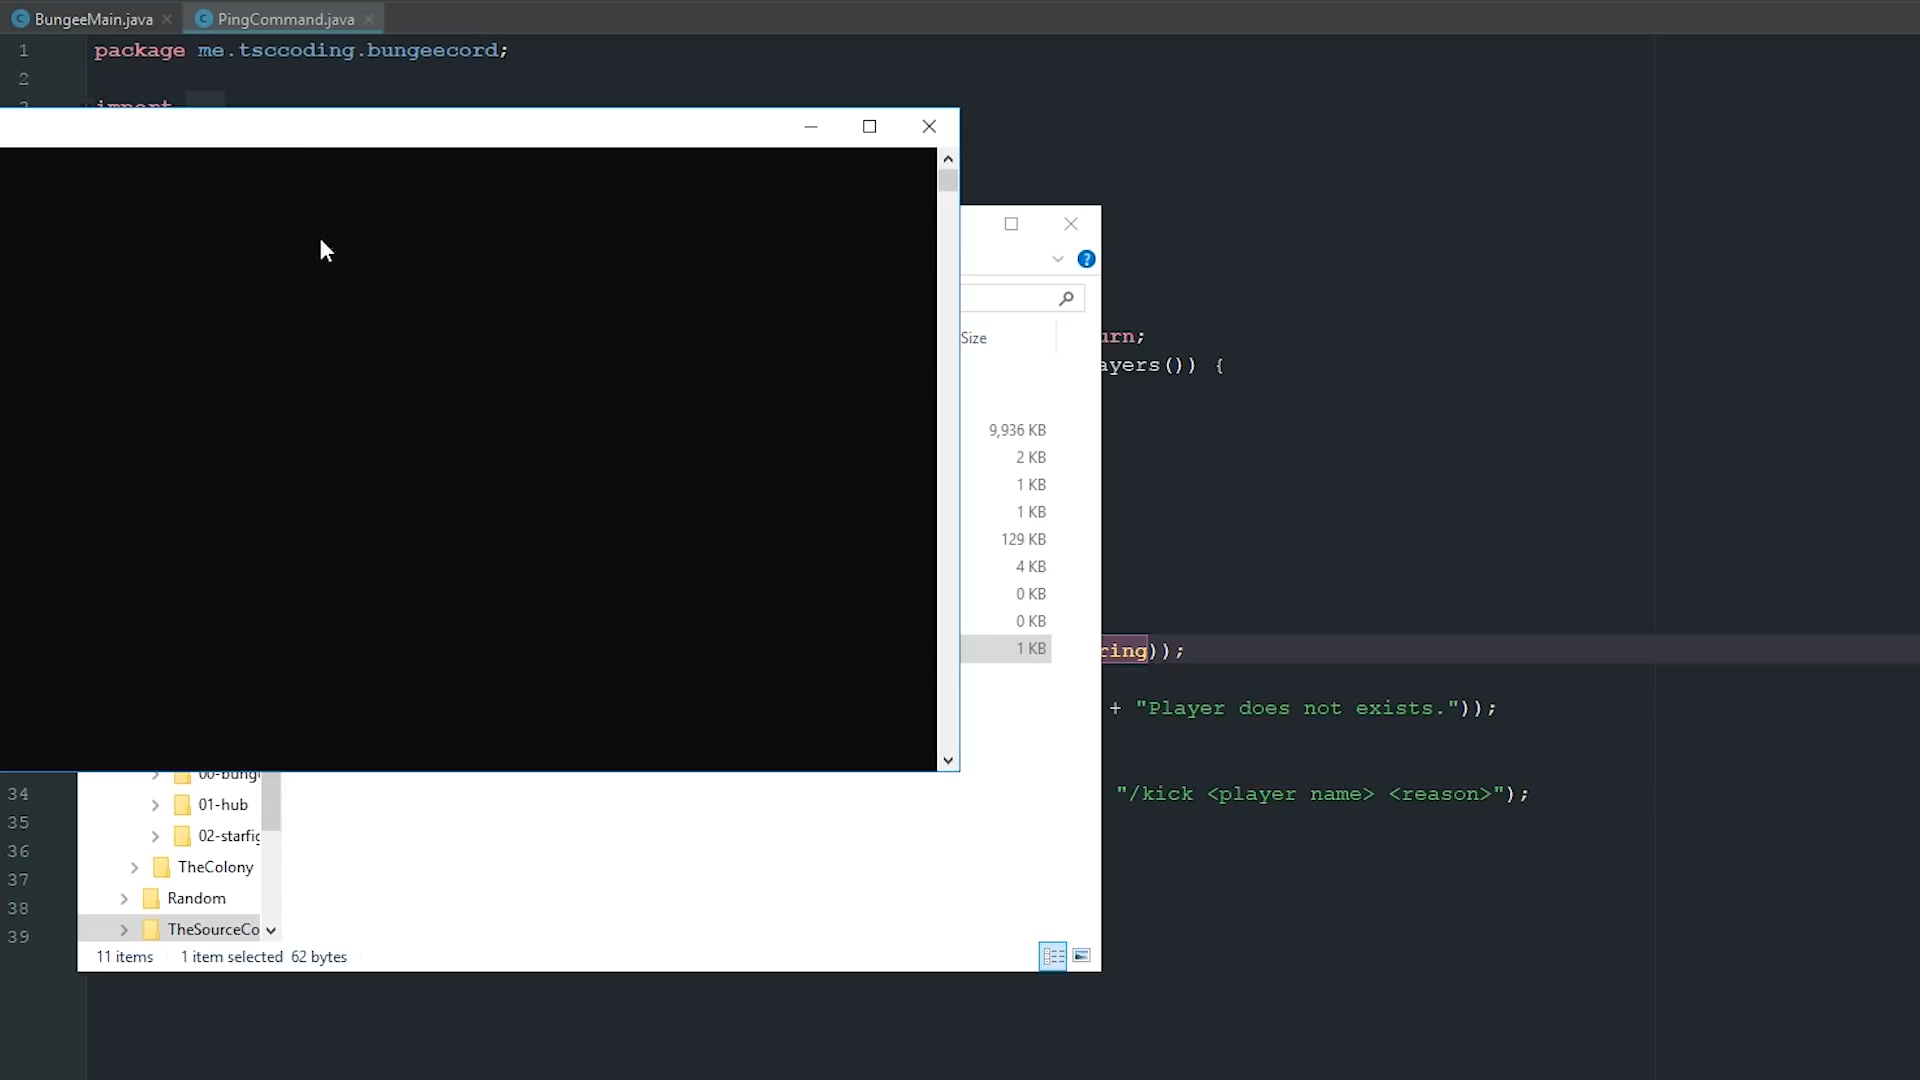 BungeeMain.java
PingCommand.java
1 package me.tsccoding.bungeecord;
2
import
Size
urn;
ayers()) {
9,936 KB
2 KB
1 KB
1 KB
129 KB
4 KB
0 KB
0 KB
1 KB
ring));
+ "Player does not exists."));
34 "/kick <player name> <reason>");
01-hub
35
02-starfig
36
TheColony
37
Random
38
TheSourceCo
39
11 items 1 item selected 62 bytes